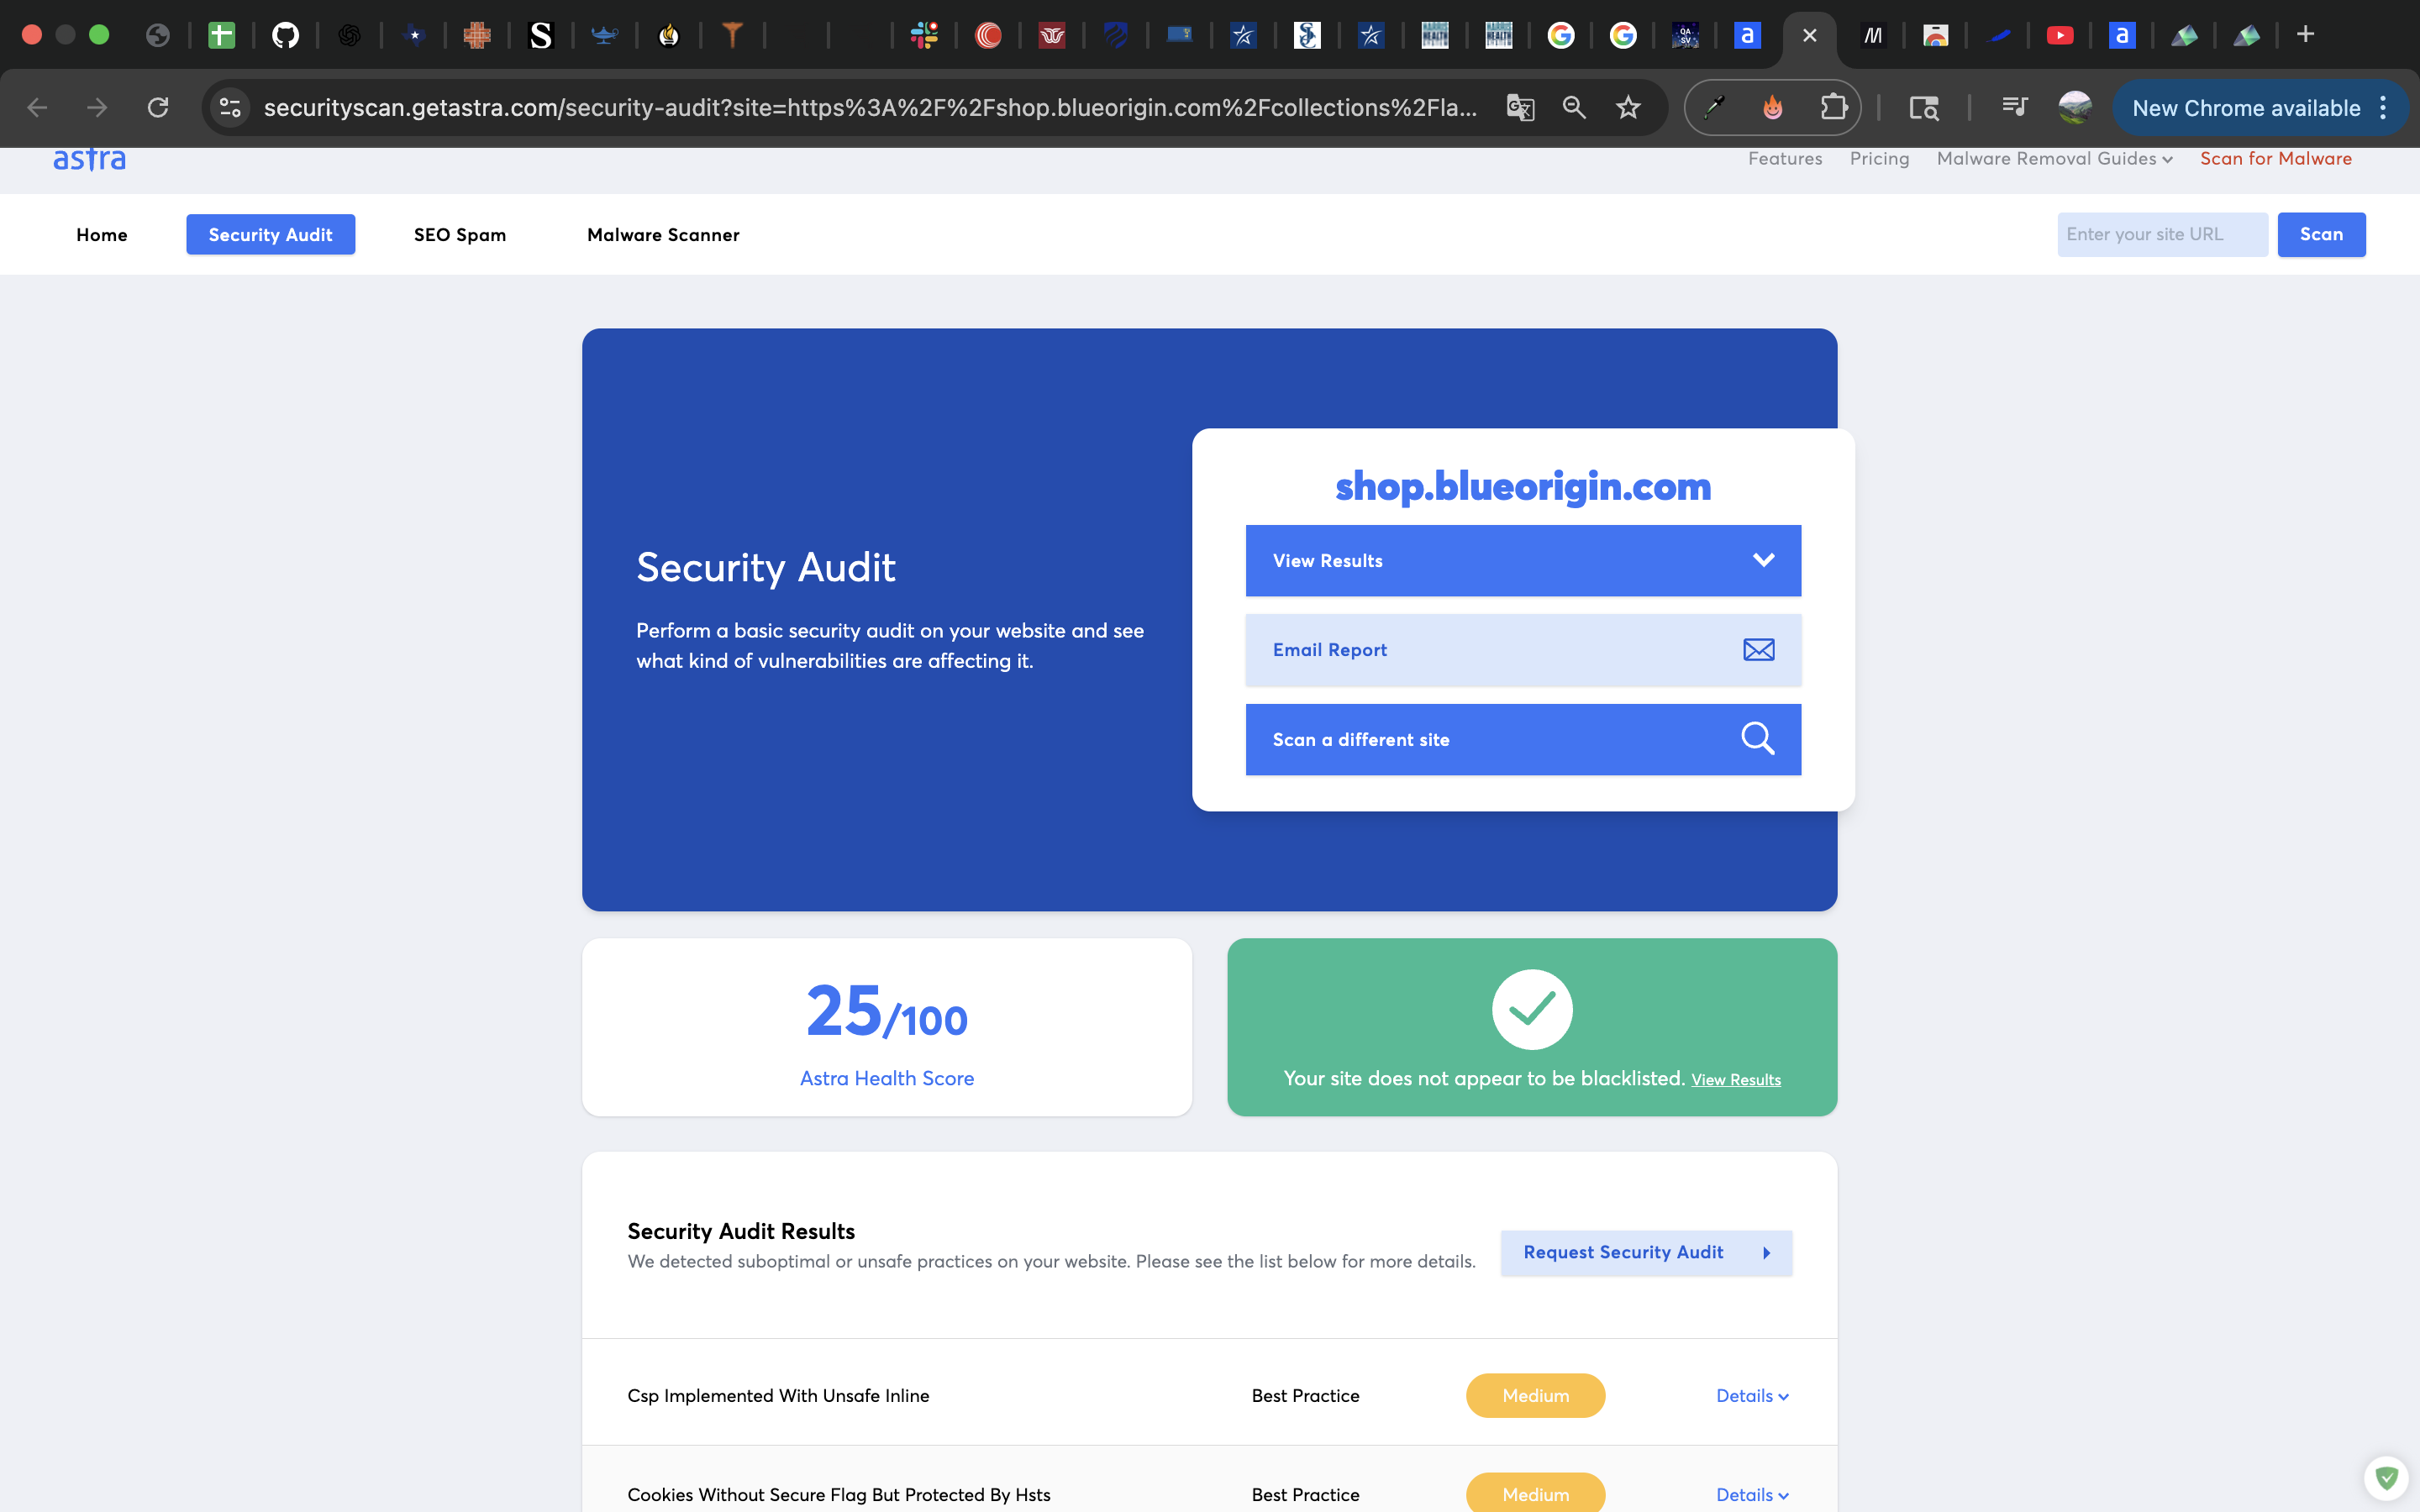 New Chrome available
securityscan.getastra.com/security-audit?site=https%3A%2F%2Fshop.blueorigin.com%2Fcollections%2Fla...
astra
Features Pricing Malware Removal Guides Scan for Malware
Home Security Audit SEO Spam Malware Scanner
Enter your site URL Scan
shop.blueorigin.com
View Results
Security Audit
Perform a basic security audit on your website and see
what kind of vulnerabilities are affecting it.
Email Report
Scan a different site
25/100
Astra Health Score
Your site does not appear to be blacklisted. View Results
Security Audit Results
We detected suboptimal or unsafe practices on your website. Please see the list below for more details.
Request Security Audit
Csp Implemented With Unsafe Inline Best Practice Medium Details
Cookies Without Secure Flag But Protected By Hsts Best Practice Medium Details